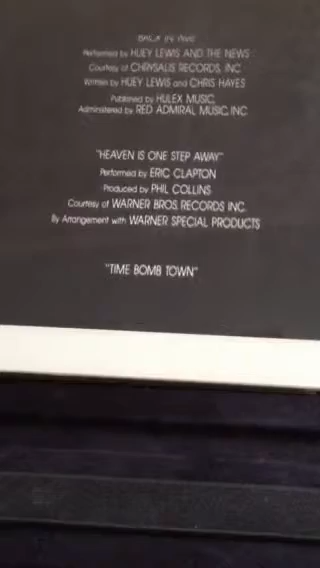 BACK IN TIME
Performed by HUEY LEWIS AND THE NEWS
Courtesy of CHRYSALIS RECORDS, INC.
Written by HUEY LEWIS and CHRIS HAYES
Published by HULEX MUSIC,
Administered by RED ADMIRAL MUSIC, INC.
"HEAVEN IS ONE STEP AWAY"
Performed by ERIC CLAPTON
Produced by PHIL COLLINS
Courtesy of WARNER BROS. RECORDS INC.
By Arrangement with WARNER SPECIAL PRODUCTS
"TIME BOMB TOWN"